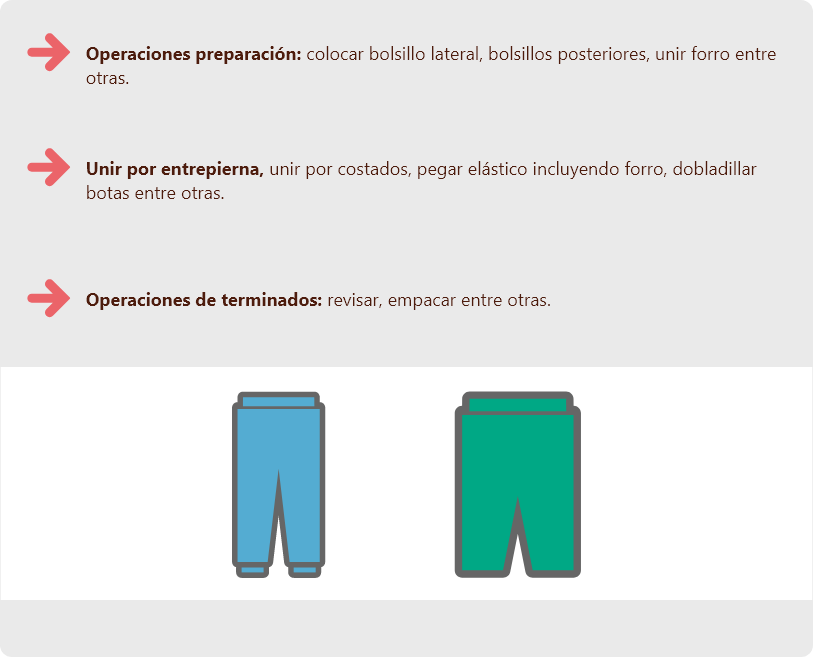 Operaciones preparación: colocar bolsillo lateral, bolsillos posteriores, unir forro entre
otras.
Unir por entrepierna, unir por costados, pegar elástico incluyendo forro, dobladillar
botas entre otras.
Operaciones de terminados: revisar, empacar entre otras.